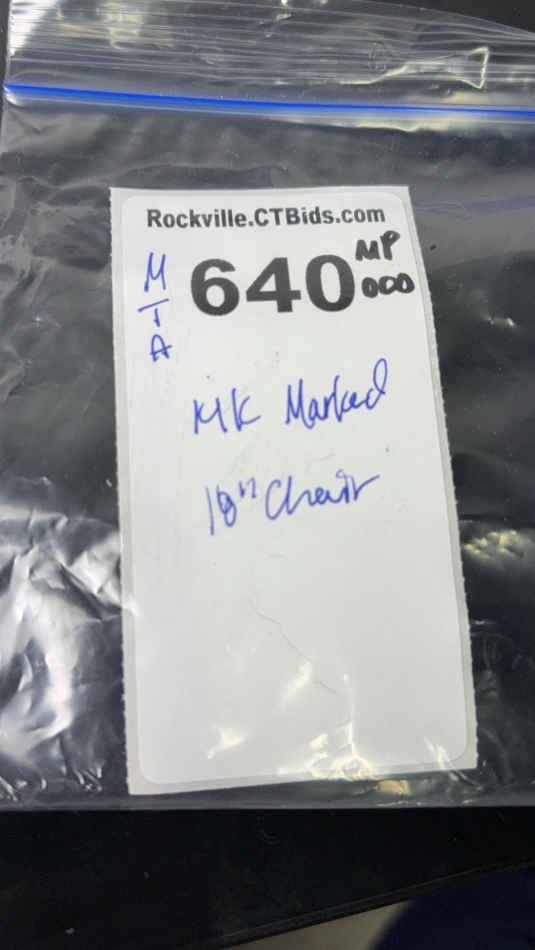 Rockville.CTBids.com
M
T
A
640
MP
000
MK Marked
18" Chain